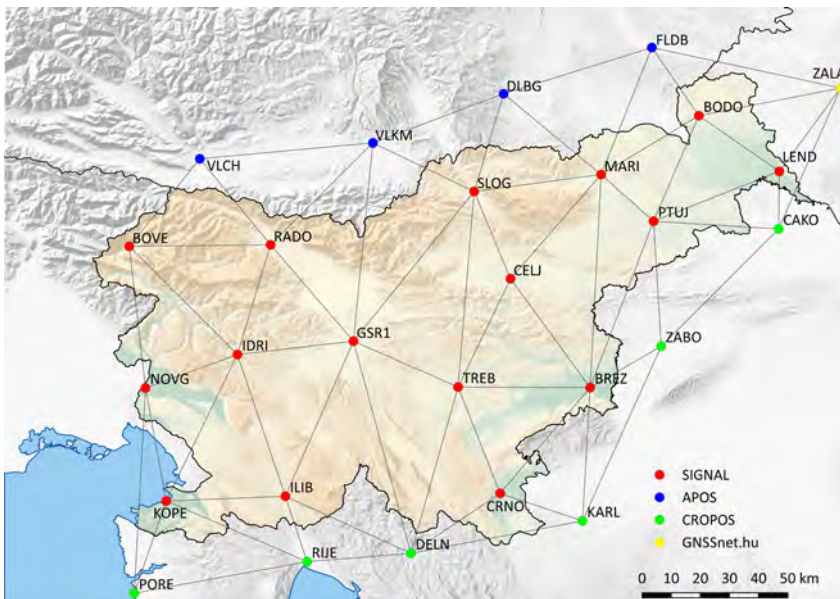 FLDB
ZALA
DLBG
BODO
VLKM
VLCH
MARI
LEND
SLOG
PTUJ
CAKO
BOVE
RADO
CELJ
GSR1
IDRI
ZABO
NOVG
TREB
BREZ
SIGNAL
APOS
CROPOS
GNSSnet.hu
ILIB
KOPE
CRNO
KARL
DELN
RIJE
PORE
0 10 20 30 40 50 km